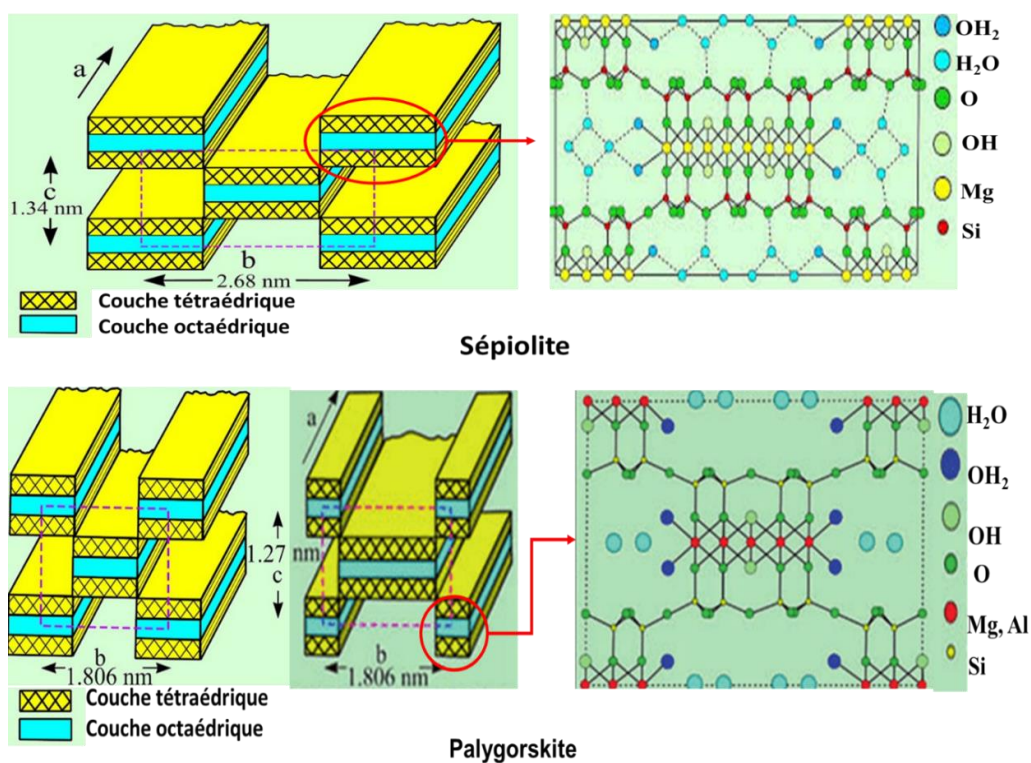 a
c
1.34 nm
b
2.68 nm
Couche tétraédrique
Couche octaédrique
OH2
H2O
O
OH
Mg
Si
Sépiolite
a
1.27
nm
c
b
1.806 nm
b
1.806 nm
Couche tétraédrique
Couche octaédrique
H2O
OH2
OH
O
Mg, Al
Si
Palygorskite